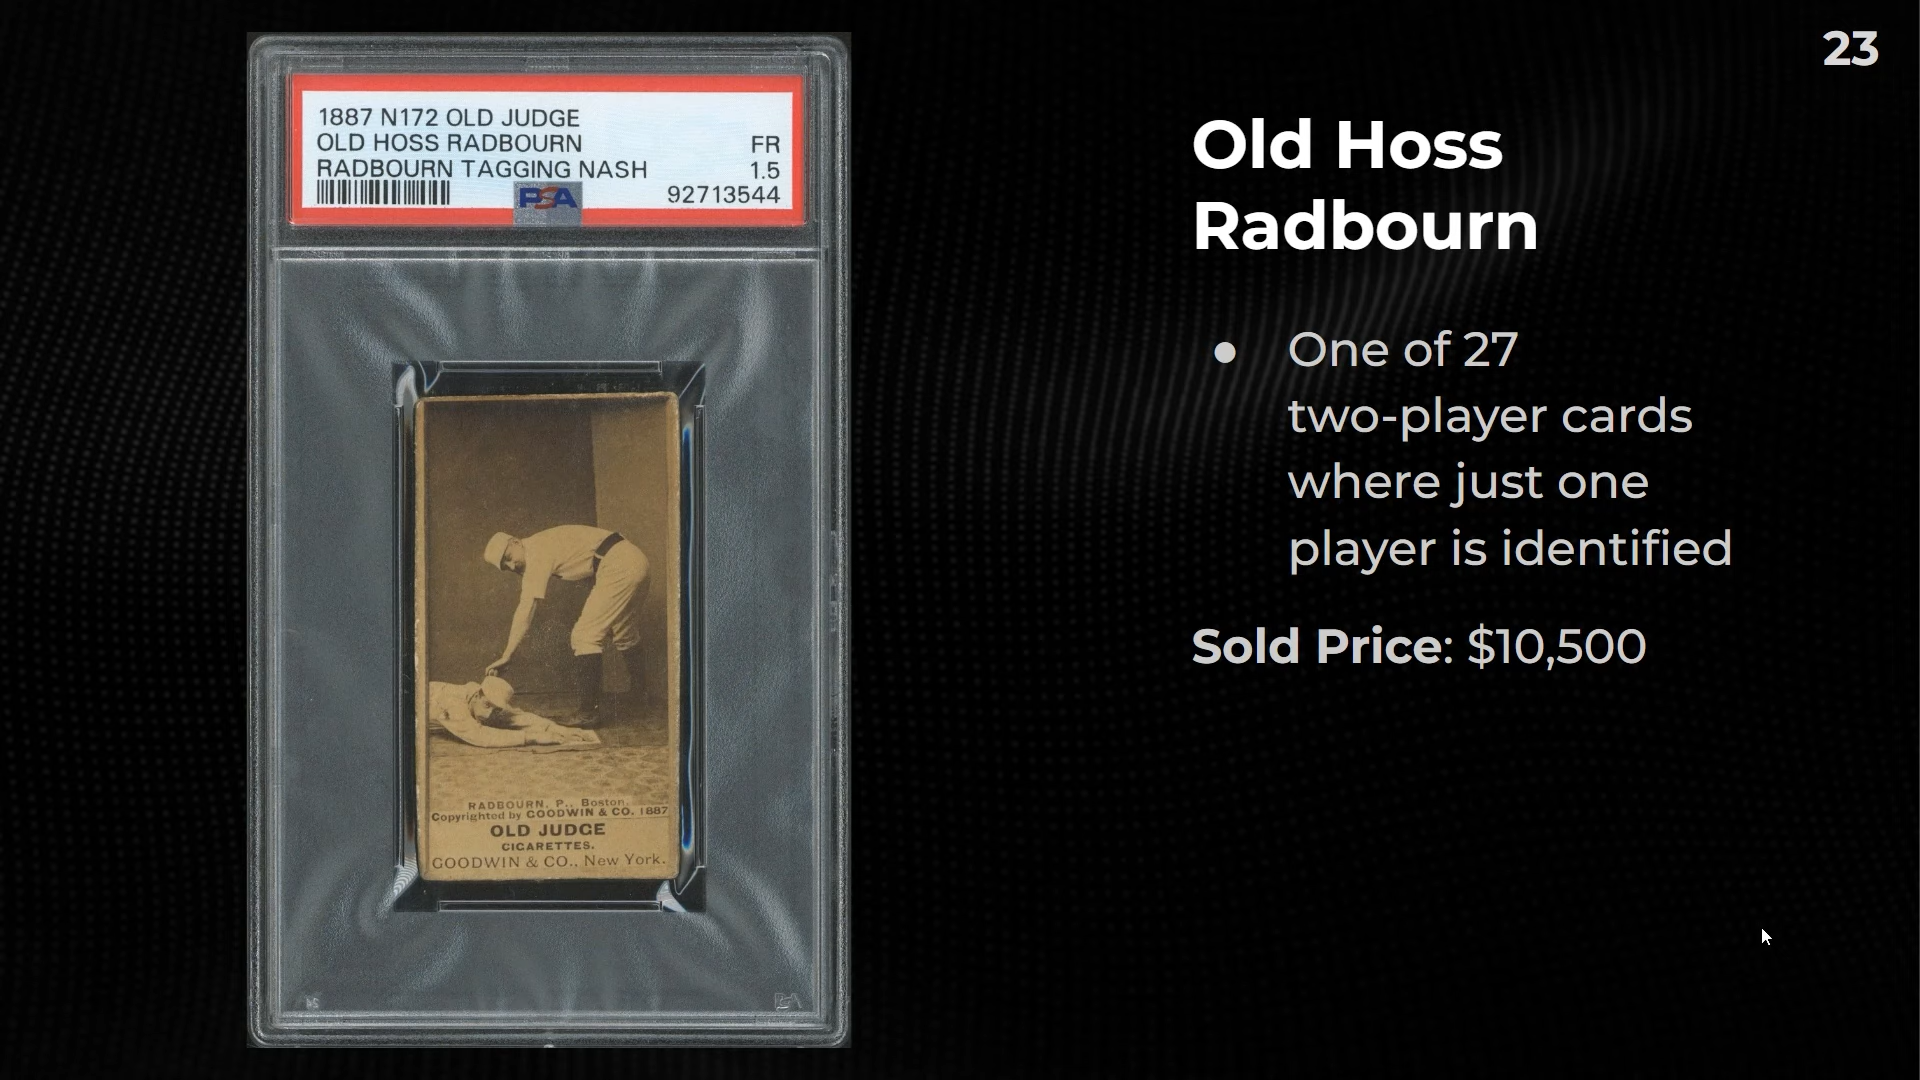 23
1887 N172 OLD JUDGE
OLD HOSS RADBOURN FR
RADBOURN TAGGING NASH 1.5
PSA 92713544
RADBOURN, P., Boston.
Copyrighted by GOODWIN & CO. 1887
OLD JUDGE
CIGARETTES.
GOODWIN & CO., New York.
Old Hoss
Radbourn
● One of 27
two-player cards
where just one
player is identified
Sold Price: $10,500